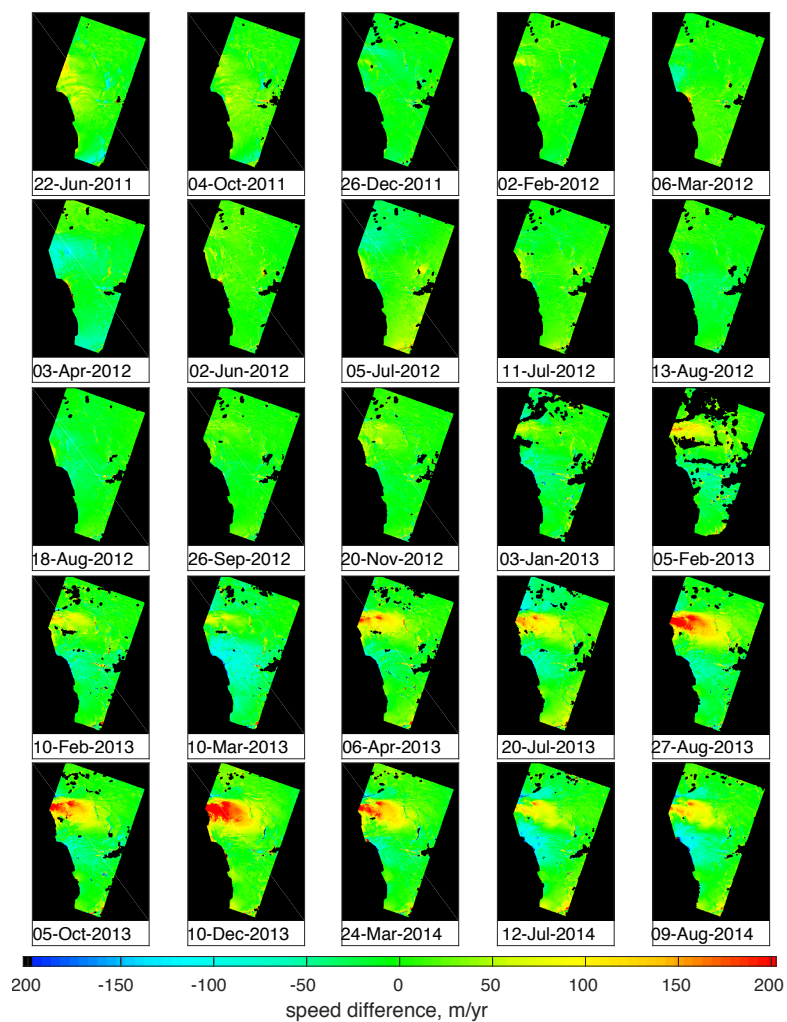 22-Jun-2011 04-Oct-2011 26-Dec-2011 02-Feb-2012 06-Mar-2012
03-Apr-2012 02-Jun-2012 05-Jul-2012 11-Jul-2012 13-Aug-2012
18-Aug-2012 26-Sep-2012 20-Nov-2012 03-Jan-2013 05-Feb-2013
10-Feb-2013 10-Mar-2013 06-Apr-2013 20-Jul-2013 27-Aug-2013
05-Oct-2013 10-Dec-2013 24-Mar-2014 12-Jul-2014 09-Aug-2014
200 -150 -100 -50 0 50 100 150 200
speed difference, m/yr